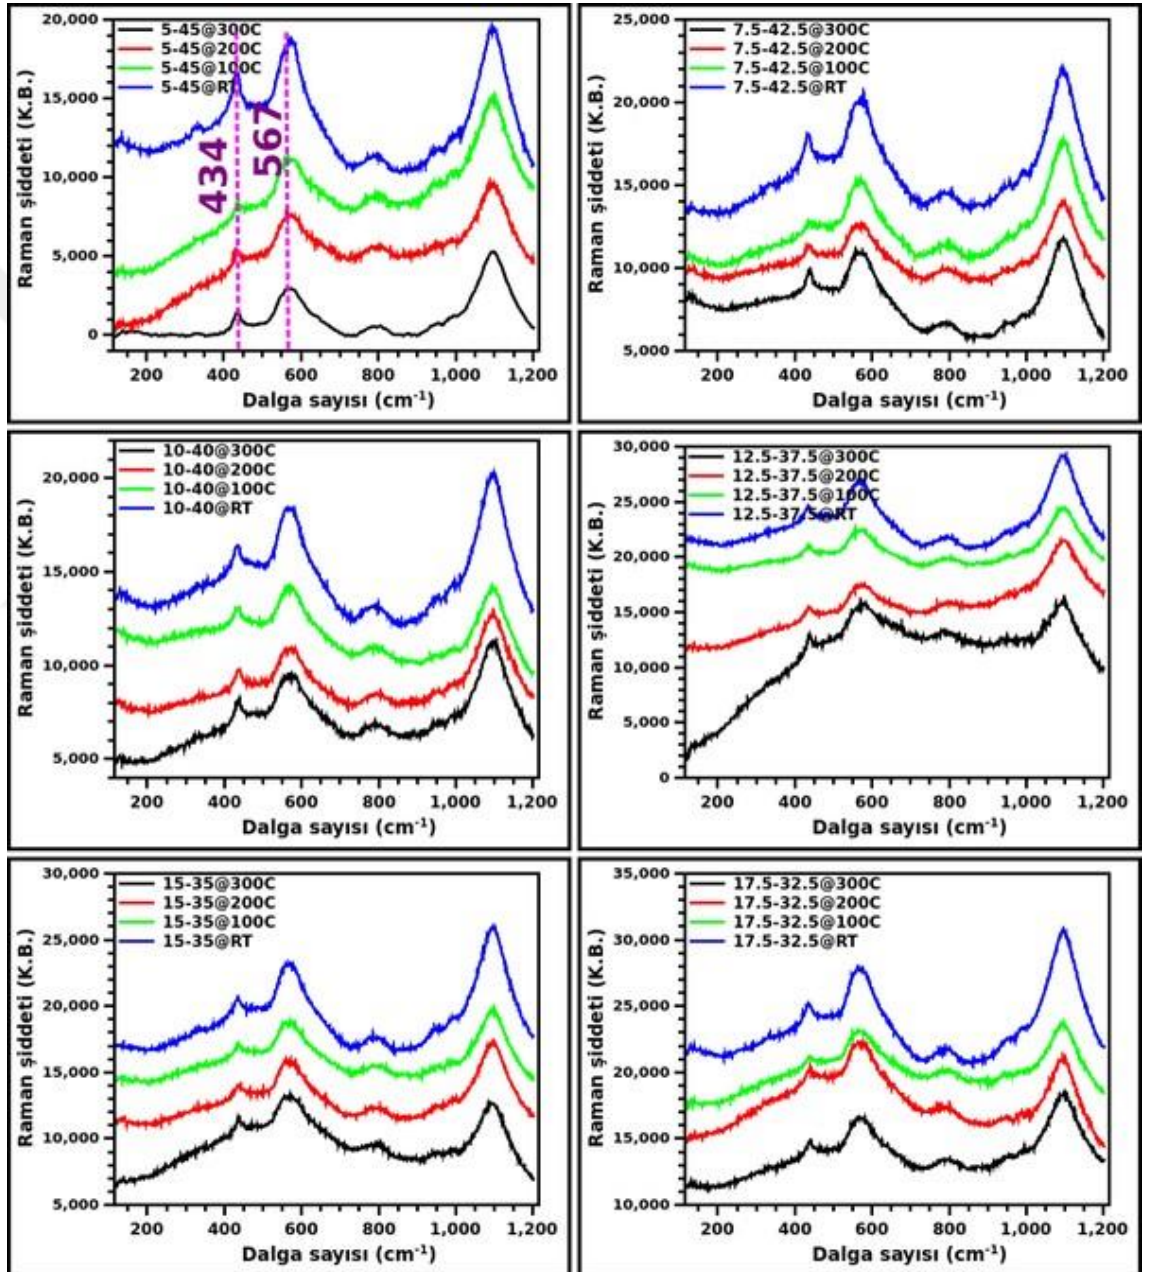 20,000
15,000
10,000
5,000
0
Raman şiddeti (K.B.)
5-45@300C
5-45@200C
5-45@100C
5-45@RT
434
567
200 400 600 800 1,000 1,200
Dalga sayısı (cm⁻¹)
25,000
20,000
15,000
10,000
5,000
Raman şiddeti (K.B.)
7.5-42.5@300C
7.5-42.5@200C
7.5-42.5@100C
7.5-42.5@RT
200 400 600 800 1,000 1,200
Dalga sayısı (cm⁻¹)
20,000
15,000
10,000
5,000
Raman şiddeti (K.B.)
10-40@300C
10-40@200C
10-40@100C
10-40@RT
200 400 600 800 1,000 1,200
Dalga sayısı (cm⁻¹)
30,000
25,000
20,000
15,000
10,000
5,000
0
Raman şiddeti (K.B.)
12.5-37.5@300C
12.5-37.5@200C
12.5-37.5@100C
12.5-37.5@RT
200 400 600 800 1,000 1,200
Dalga sayısı (cm⁻¹)
30,000
25,000
20,000
15,000
10,000
5,000
Raman şiddeti (K.B.)
15-35@300C
15-35@200C
15-35@100C
15-35@RT
200 400 600 800 1,000 1,200
Dalga sayısı (cm⁻¹)
35,000
30,000
25,000
20,000
15,000
10,000
Raman şiddeti (K.B.)
17.5-32.5@300C
17.5-32.5@200C
17.5-32.5@100C
17.5-32.5@RT
200 400 600 800 1,000 1,200
Dalga sayısı (cm⁻¹)